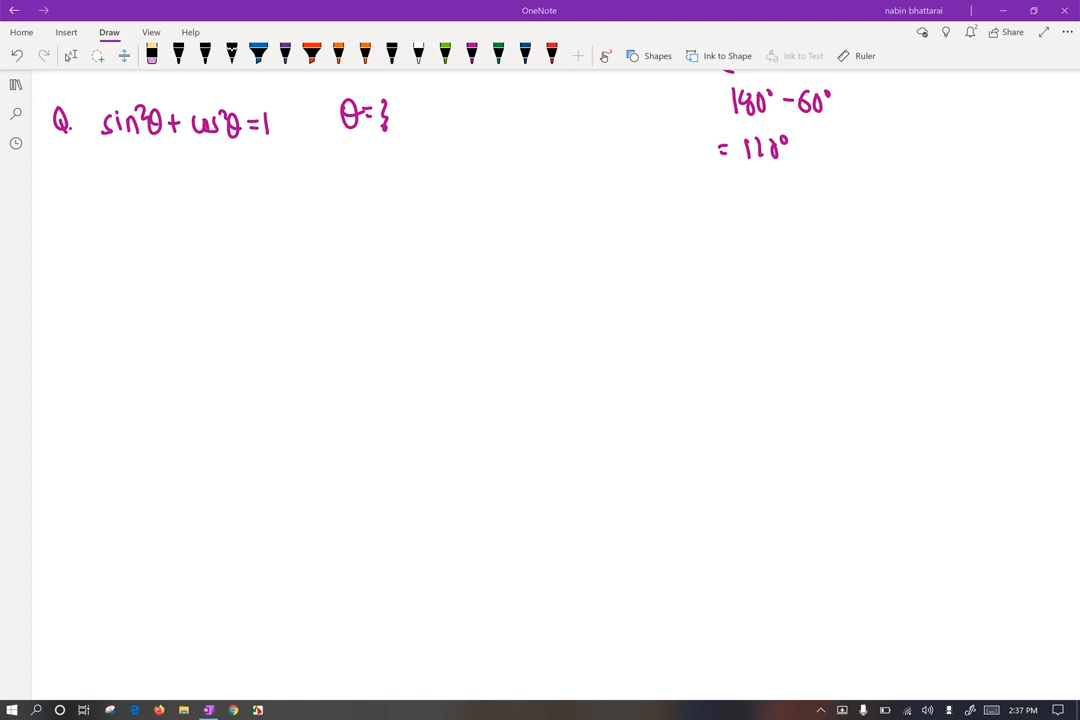 OneNote
nabin bhattarai
Home Insert Draw View Help
Share
Shapes Ink to Shape Ink to Text Ruler
Q. sin²θ + cos²θ = 1 θ = }
180° - 60°
= 120°
2:37 PM